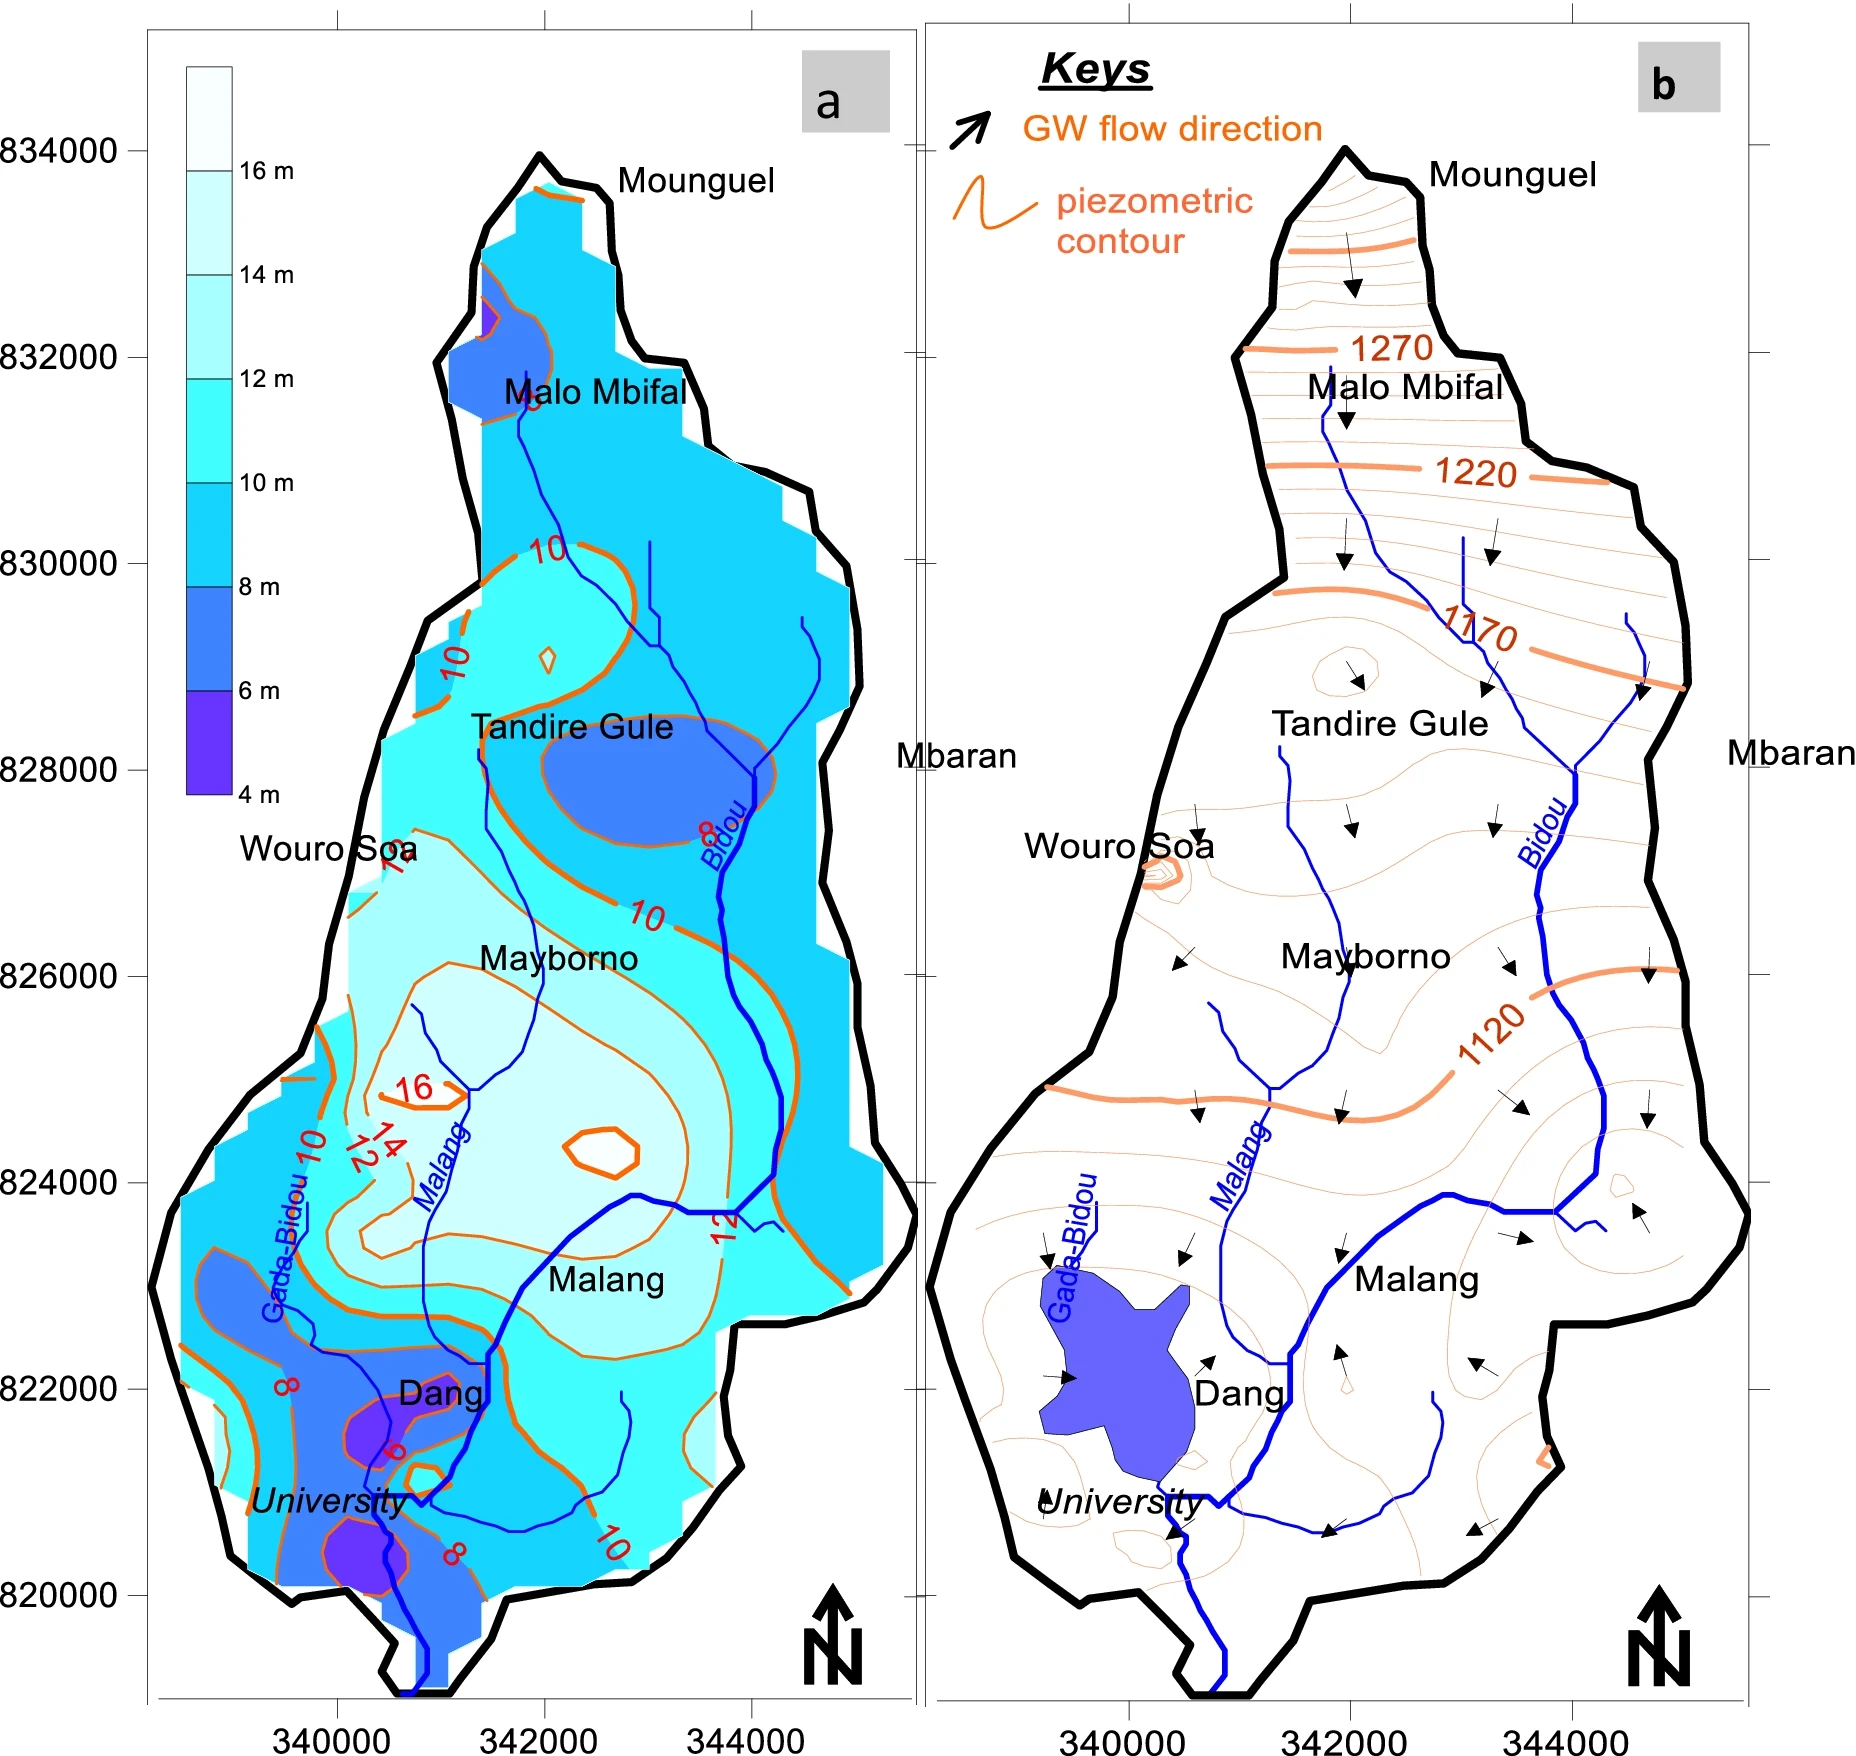 a
16 m
14 m
12 m
10 m
8 m
6 m
4 m
834000
832000
830000
828000
826000
824000
822000
820000
340000
342000
344000
Mounguel
Malo Mbifal
10
10
Tandire Gule
Mbaran
8
Bidou
Wouro Soa
12
10
Mayborno
16
14
12
10
Malang
Gada-Bidou
12
Malang
8
Dang
6
University
8
10
N
b
Keys
GW flow direction
piezometric
contour
Mounguel
1270
Malo Mbifal
1220
1170
Tandire Gule
Mbaran
Bidou
Wouro Soa
Mayborno
1120
Malang
Gada-Bidou
Malang
Dang
University
N
340000
342000
344000